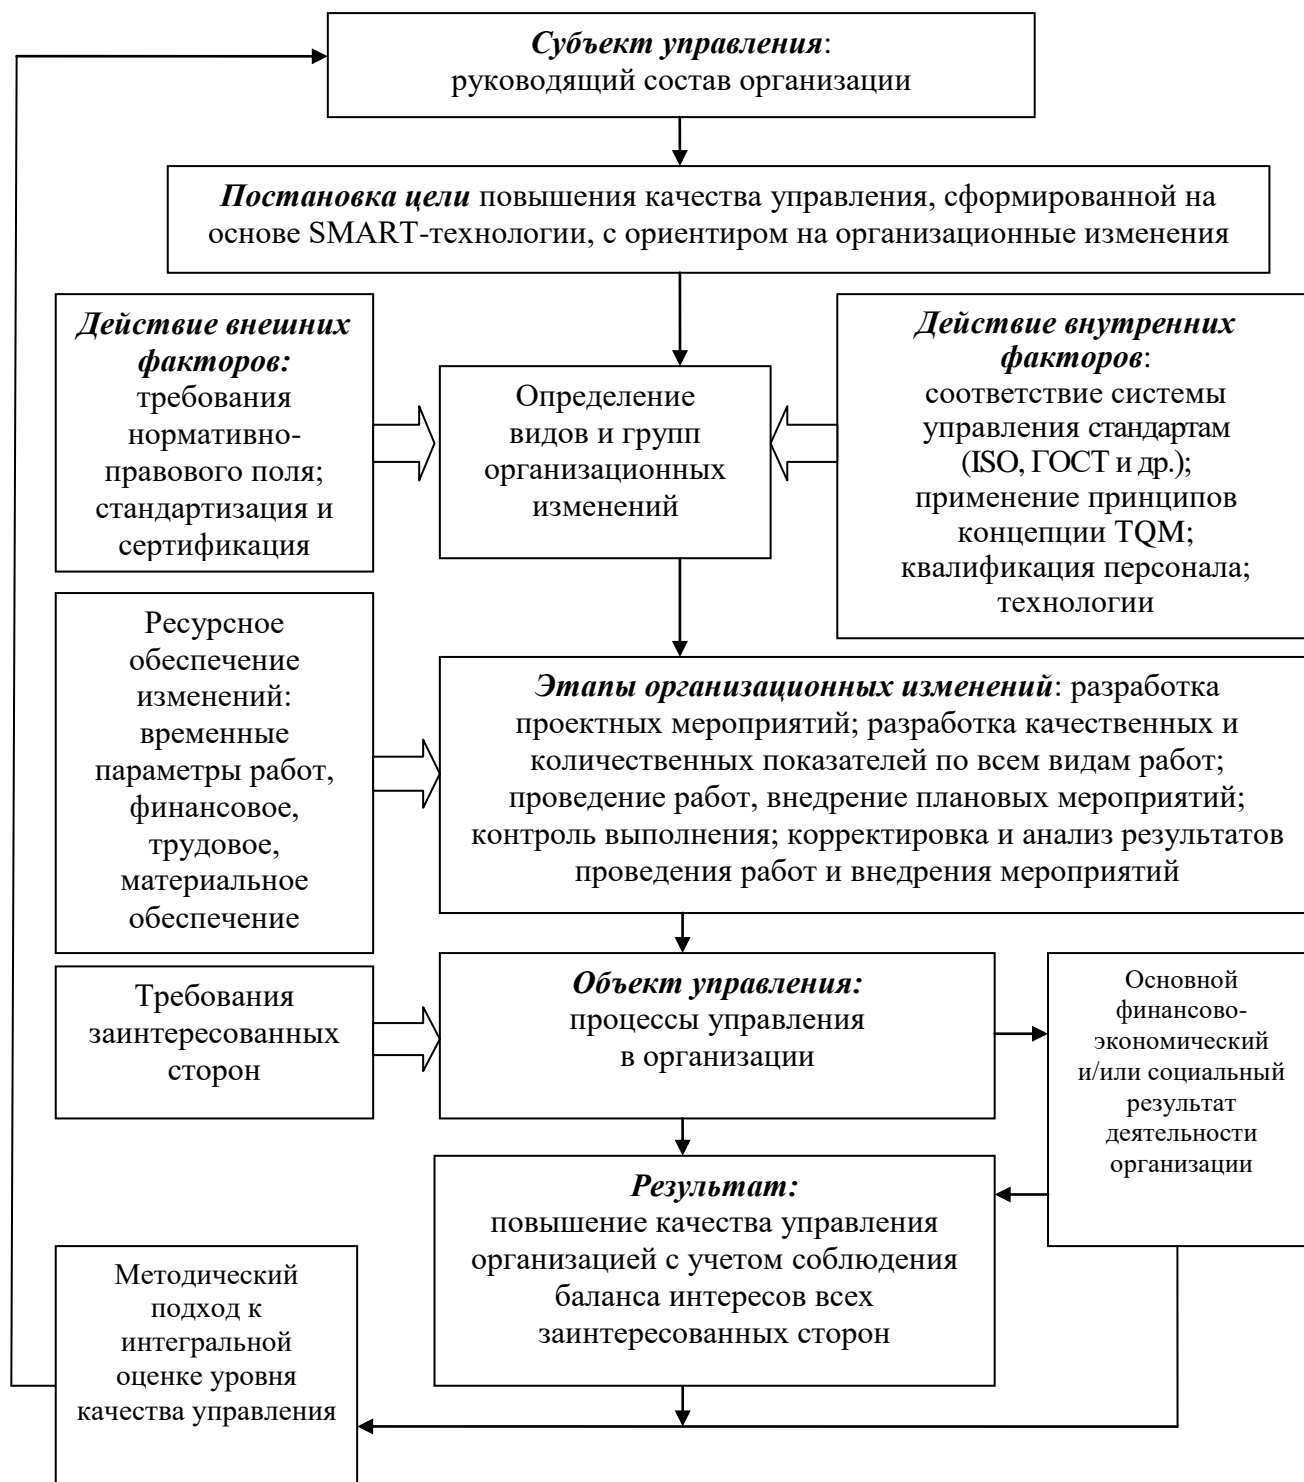 Субъект управления:
руководящий состав организации
Постановка цели повышения качества управления, сформированной на
основе SMART-технологии, с ориентиром на организационные изменения
Действие внешних
факторов:
требования
нормативно-
правового поля;
стандартизация и
сертификация
Определение
видов и групп
организационных
изменений
Действие внутренних
факторов:
соответствие системы
управления стандартам
(ISO, ГОСТ и др.);
применение принципов
концепции TQM;
квалификация персонала;
технологии
Ресурсное
обеспечение
изменений:
временные
параметры работ,
финансовое,
трудовое,
материальное
обеспечение
Этапы организационных изменений: разработка
проектных мероприятий; разработка качественных и
количественных показателей по всем видам работ;
проведение работ, внедрение плановых мероприятий;
контроль выполнения; корректировка и анализ результатов
проведения работ и внедрения мероприятий
Требования
заинтересованных
сторон
Объект управления:
процессы управления
в организации
Основной
финансово-
экономический
и/или социальный
результат
деятельности
организации
Результат:
повышение качества управления
организацией с учетом соблюдения
баланса интересов всех
заинтересованных сторон
Методический
подход к
интегральной
оценке уровня
качества управления